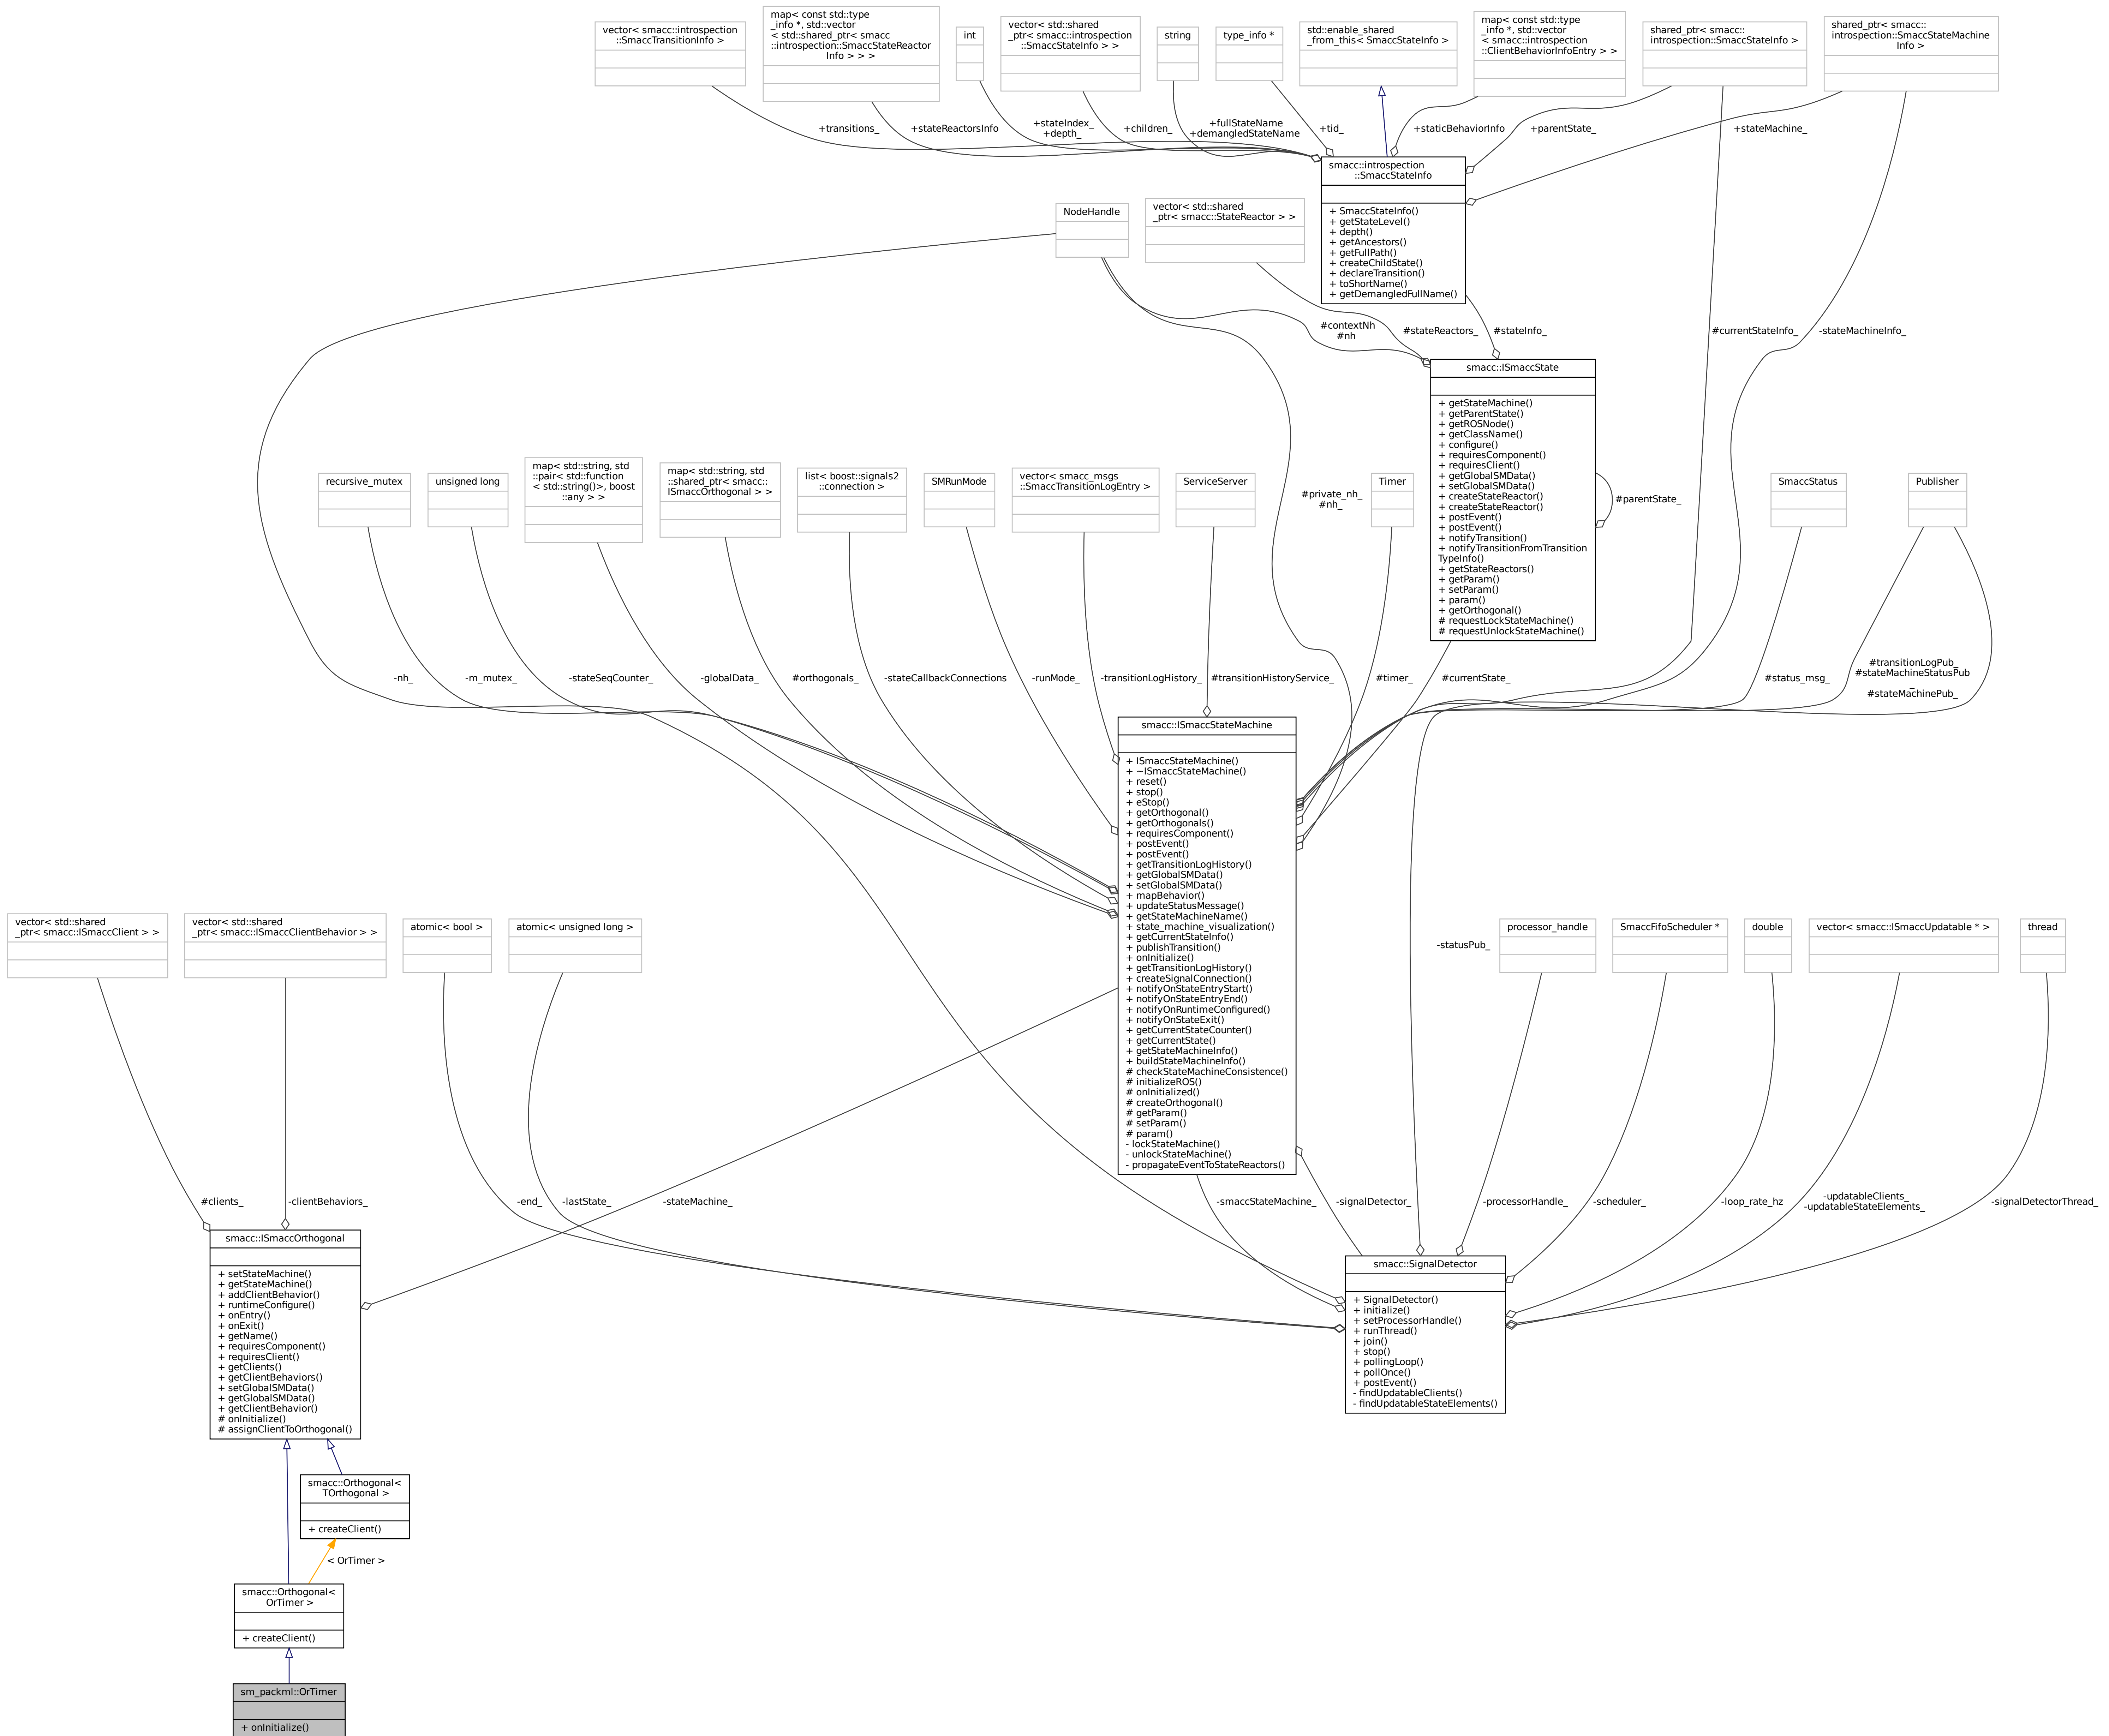 vector< smacc::introspection
::SmaccTransitionInfo >
map< const std::type
_info *, std::vector
< std::shared_ptr< smacc
::introspection::SmaccStateReactor
Info > > >
int
vector< std::shared
_ptr< smacc::introspection
::SmaccStateInfo > >
string
type_info *
std::enable_shared
_from_this< SmaccStateInfo >
map< const std::type
_info *, std::vector
< smacc::introspection
::ClientBehaviorInfoEntry > >
shared_ptr< smacc::
introspection::SmaccStateInfo >
shared_ptr< smacc::
introspection::SmaccStateMachine
Info >
+transitions_
+stateReactorsInfo
+stateIndex_
+depth_
+children_
+fullStateName
+demangledStateName
+tid_
+staticBehaviorInfo
+parentState_
+stateMachine_
smacc::introspection
::SmaccStateInfo
+ SmaccStateInfo()
+ getStateLevel()
+ depth()
+ getAncestors()
+ getFullPath()
+ createChildState()
+ declareTransition()
+ toShortName()
+ getDemangledFullName()
NodeHandle
vector< std::shared
_ptr< smacc::StateReactor > >
#contextNh
#nh
#stateReactors_
#stateInfo_
#currentStateInfo_
-stateMachineInfo_
smacc::ISmaccState
+ getStateMachine()
+ getParentState()
+ getROSNode()
+ getClassName()
+ configure()
+ requiresComponent()
+ requiresClient()
+ getGlobalSMData()
+ setGlobalSMData()
+ createStateReactor()
+ createStateReactor()
+ postEvent()
+ postEvent()
+ notifyTransition()
+ notifyTransitionFromTransition
TypeInfo()
+ getStateReactors()
+ getParam()
+ setParam()
+ param()
+ getOrthogonal()
# requestLockStateMachine()
# requestUnlockStateMachine()
#parentState_
recursive_mutex
unsigned long
map< std::string, std
::pair< std::function
< std::string()>, boost
::any > >
map< std::string, std
::shared_ptr< smacc::
ISmaccOrthogonal > >
list< boost::signals2
::connection >
SMRunMode
vector< smacc_msgs
::SmaccTransitionLogEntry >
ServiceServer
#private_nh_
#nh_
Timer
SmaccStatus
Publisher
-nh_
-m_mutex_
-stateSeqCounter_
-globalData_
#orthogonals_
-stateCallbackConnections
-runMode_
-transitionLogHistory_
#transitionHistoryService_
#timer_
#currentState_
#status_msg_
#transitionLogPub_
#stateMachineStatusPub
_
#stateMachinePub_
smacc::ISmaccStateMachine
+ ISmaccStateMachine()
+ ~ISmaccStateMachine()
+ reset()
+ stop()
+ eStop()
+ getOrthogonal()
+ getOrthogonals()
+ requiresComponent()
+ postEvent()
+ postEvent()
+ getTransitionLogHistory()
+ getGlobalSMData()
+ setGlobalSMData()
+ mapBehavior()
+ updateStatusMessage()
+ getStateMachineName()
+ state_machine_visualization()
+ getCurrentStateInfo()
+ publishTransition()
+ onInitialize()
+ getTransitionLogHistory()
+ createSignalConnection()
+ notifyOnStateEntryStart()
+ notifyOnStateEntryEnd()
+ notifyOnRuntimeConfigured()
+ notifyOnStateExit()
+ getCurrentStateCounter()
+ getCurrentState()
+ getStateMachineInfo()
+ buildStateMachineInfo()
# checkStateMachineConsistence()
# initializeROS()
# onInitialized()
# createOrthogonal()
# getParam()
# setParam()
# param()
- lockStateMachine()
- unlockStateMachine()
- propagateEventToStateReactors()
vector< std::shared
_ptr< smacc::ISmaccClient > >
vector< std::shared
_ptr< smacc::ISmaccClientBehavior > >
atomic< bool >
atomic< unsigned long >
-statusPub_
processor_handle
SmaccFifoScheduler *
double
vector< smacc::ISmaccUpdatable * >
thread
#clients_
-clientBehaviors_
-end_
-lastState_
-stateMachine_
-smaccStateMachine_
-signalDetector_
-processorHandle_
-scheduler_
-loop_rate_hz
-updatableClients_
-updatableStateElements_
-signalDetectorThread_
smacc::ISmaccOrthogonal
+ setStateMachine()
+ getStateMachine()
+ addClientBehavior()
+ runtimeConfigure()
+ onEntry()
+ onExit()
+ getName()
+ requiresComponent()
+ requiresClient()
+ getClients()
+ getClientBehaviors()
+ setGlobalSMData()
+ getGlobalSMData()
+ getClientBehavior()
# onInitialize()
# assignClientToOrthogonal()
smacc::SignalDetector
+ SignalDetector()
+ initialize()
+ setProcessorHandle()
+ runThread()
+ join()
+ stop()
+ pollingLoop()
+ pollOnce()
+ postEvent()
- findUpdatableClients()
- findUpdatableStateElements()
smacc::Orthogonal<
TOrthogonal >
+ createClient()
< OrTimer >
smacc::Orthogonal<
OrTimer >
+ createClient()
sm_packml::OrTimer
+ onInitialize()